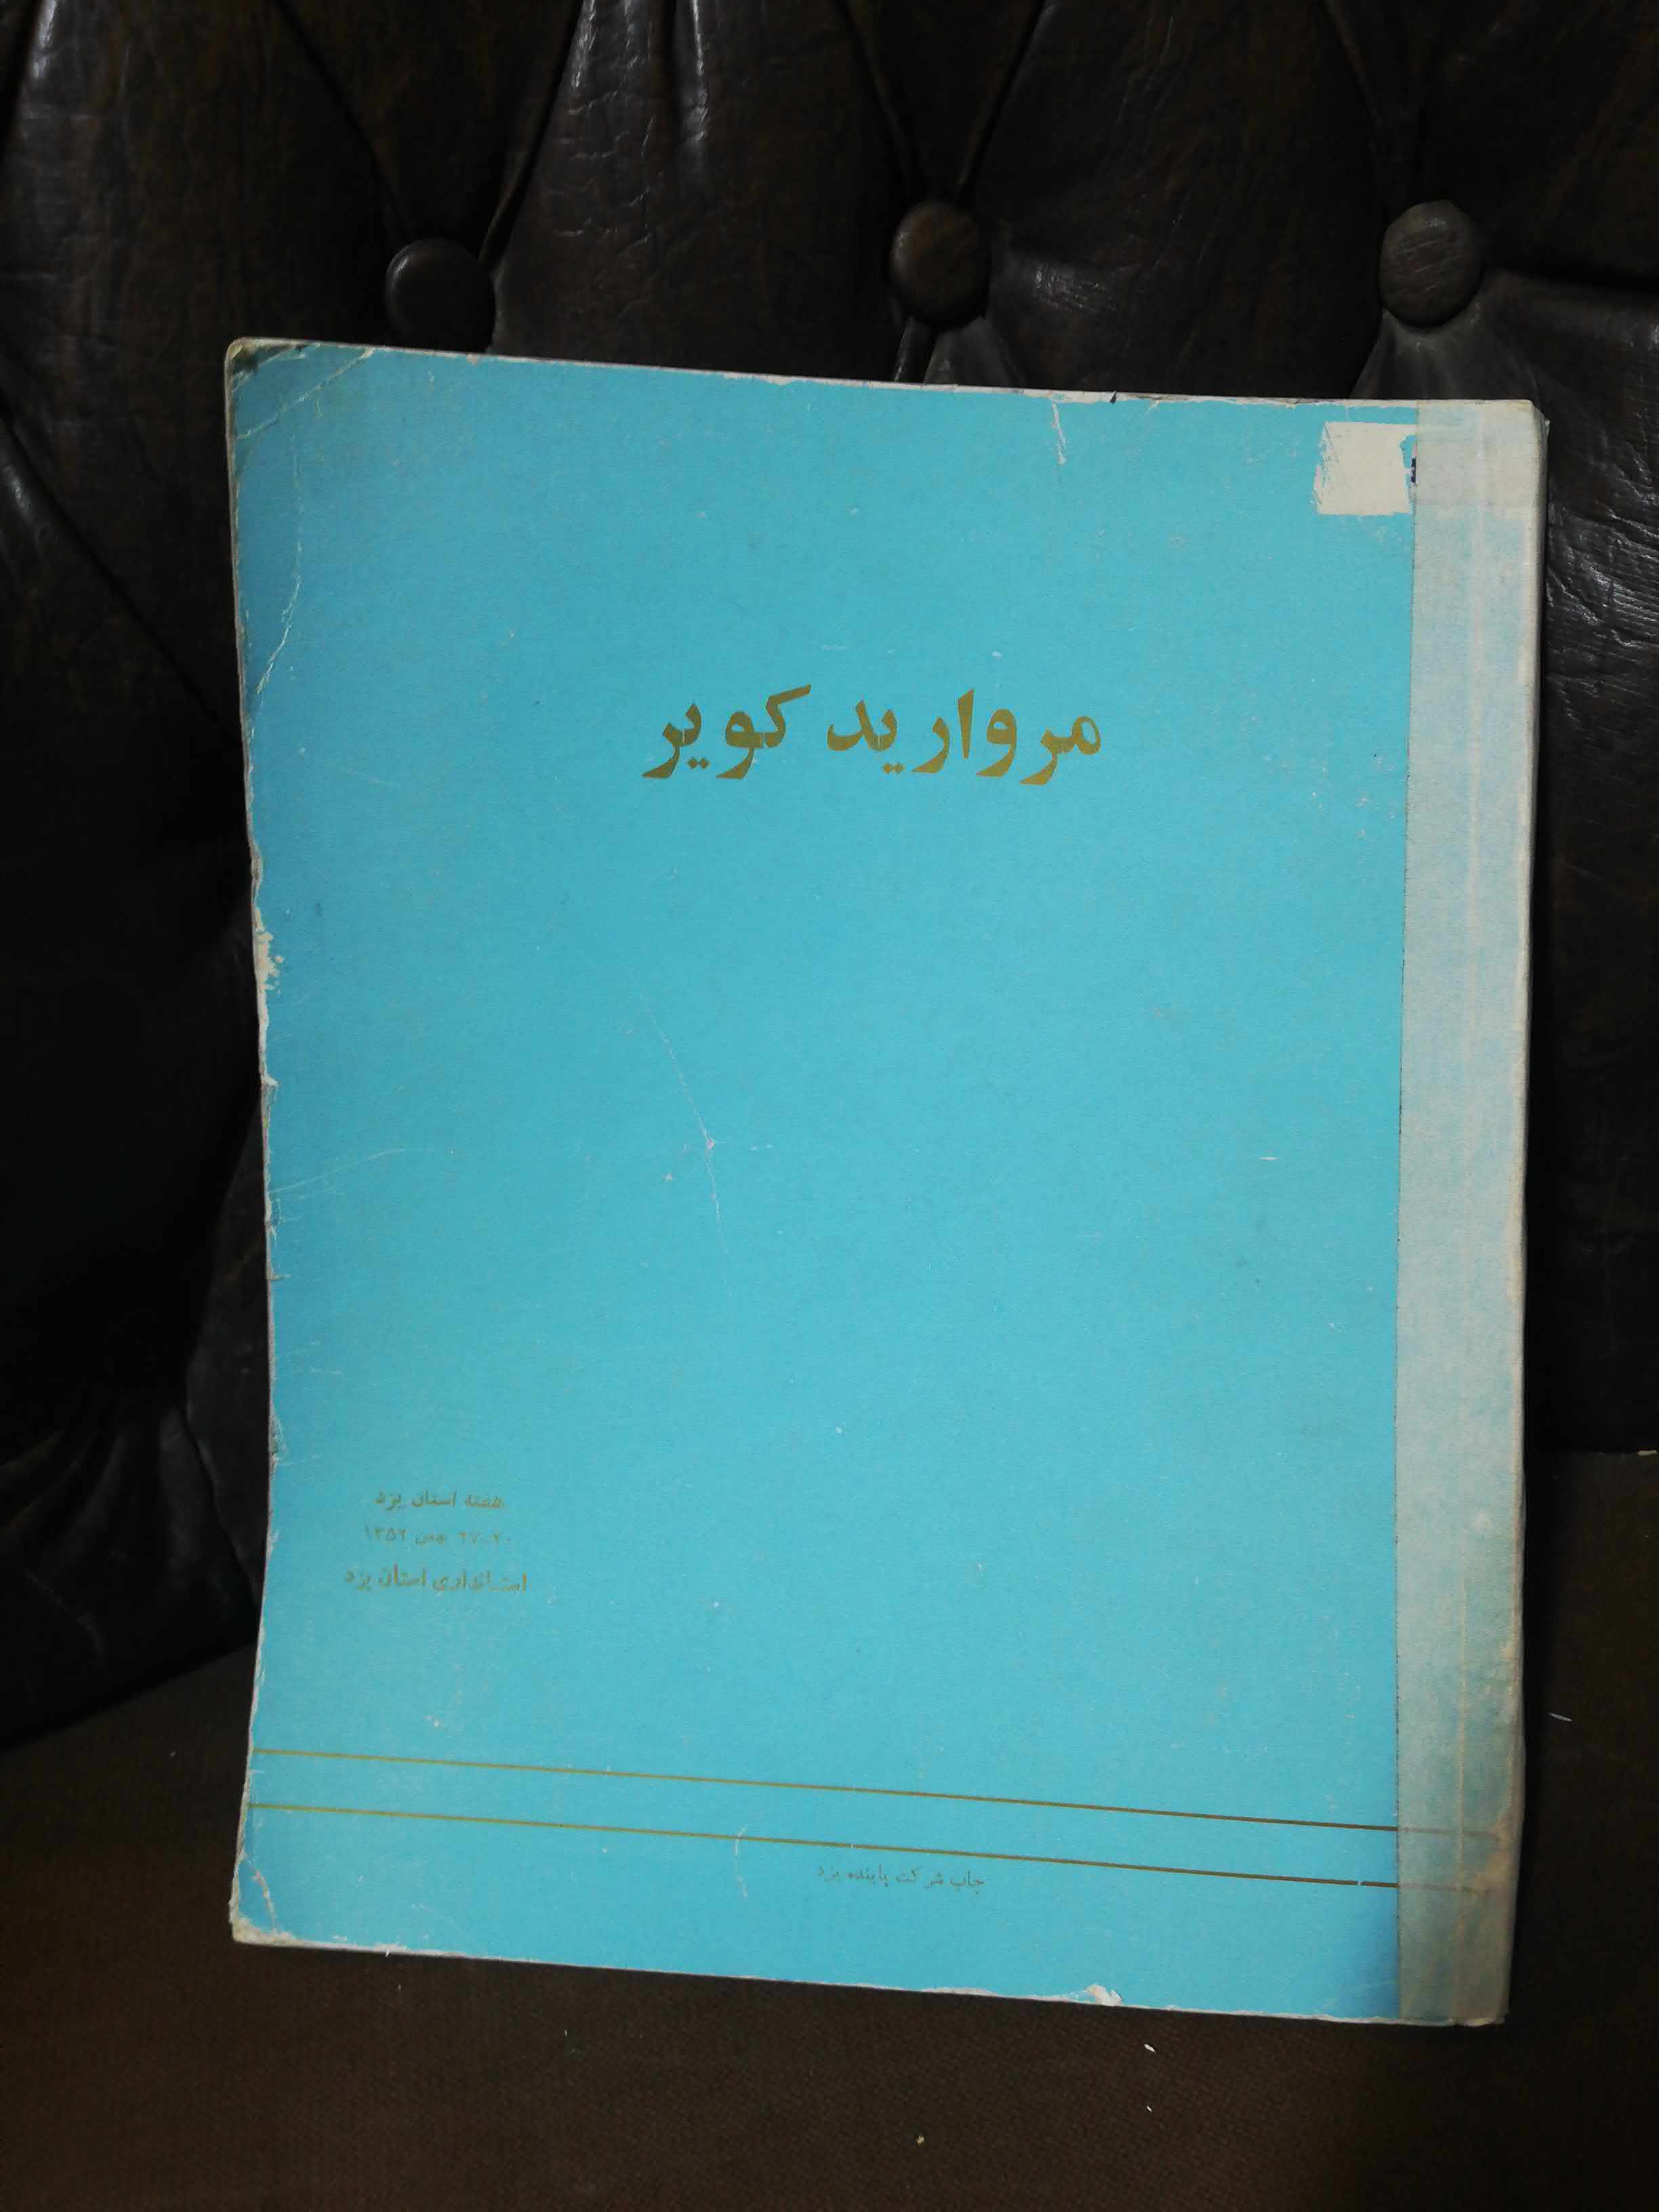 مروارید کویر
هفته استان یزد
۲۰-۲۷ بهمن ۱۳۵۲
استانداری استان یزد
چاپ شرکت پاینده یزد